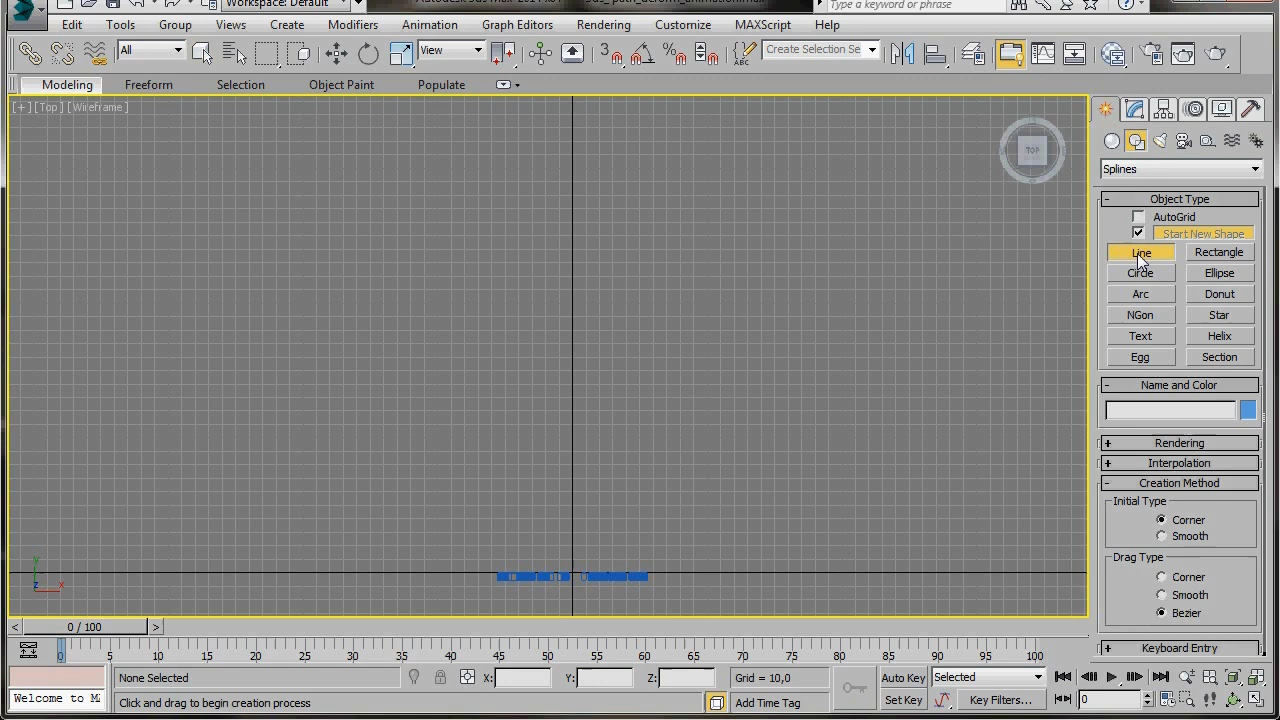 Workspace: Default
Type a keyword or phrase
Edit Tools Group Views Create Modifiers Animation Graph Editors Rendering Customize MAXScript Help
All View 3 % ABC Create Selection Se
Modeling Freeform Selection Object Paint Populate
[+] [Top] [Wireframe]
TOP
Splines
- Object Type
AutoGrid
Start New Shape
Line Rectangle
Circle Ellipse
Arc Donut
NGon Star
Text Helix
Egg Section
- Name and Color
+ Rendering
+ Interpolation
- Creation Method
Initial Type
Corner
Smooth
Drag Type
Corner
Smooth
Bezier
+ Keyboard Entry
y
z x
< 0 / 100 >
0 5 10 15 20 25 30 35 40 45 50 55 60 65 70 75 80 85 90 95 100
None Selected X: Y: Z: Grid = 10,0 Auto Key Selected
Welcome to M Click and drag to begin creation process Add Time Tag Set Key Key Filters... 0